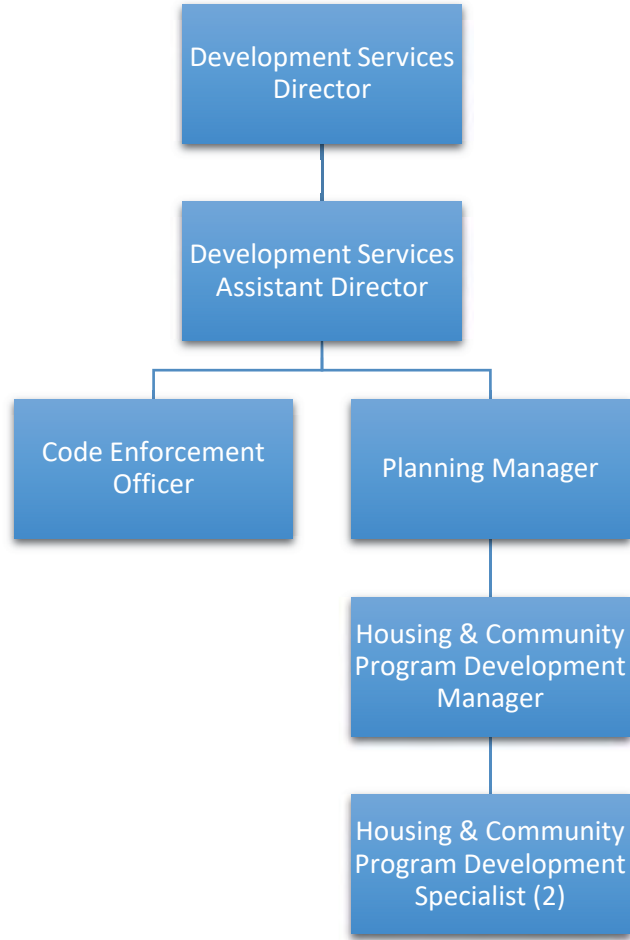 Development Services
Director
Development Services
Assistant Director
Code Enforcement
Officer
Planning Manager
Housing & Community
Program Development
Manager
Housing & Community
Program Development
Specialist (2)